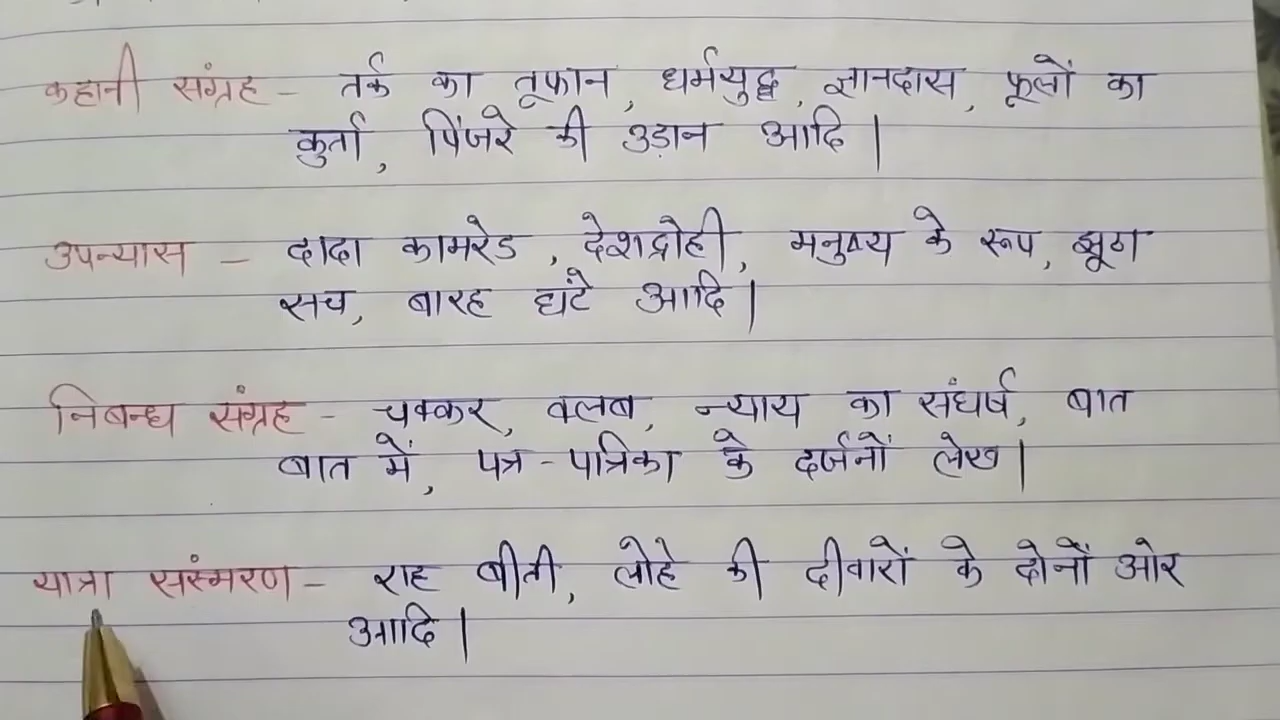 कहानी संग्रह – तर्क का तूफान, धर्मयुद्ध, ज्ञानदास, फूलों का
कुर्ता, पिंजरे की उड़ान आदि।
उपन्यास – दादा कामरेड, देशद्रोही, मनुष्य के रूप, झूठा
सच, बारह घंटे आदि।
निबन्ध संग्रह – चक्कर, क्लब, न्याय का संघर्ष, बात
बात में, पत्र-पत्रिका के दर्जनों लेख।
यात्रा संस्मरण – राह बीती, लोहे की दीवारों के दोनों ओर
आदि।